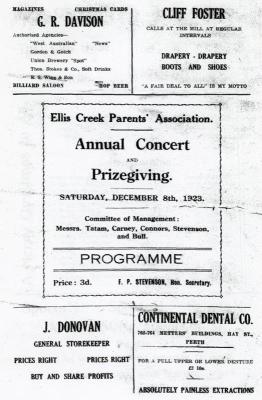 MAGAZINES CHRISTMAS CARDS
G. R. DAVISON
Authorised Agencies—
"West Australian" "News"
Gordon & Gotch
Union Brewery "Spot"
Thos. Stokes & Co., Soft Drinks
R. S. Wigg & Son
BILLIARD SALOON HOP BEER
CLIFF FOSTER
CALLS AT THE MILL AT REGULAR
INTERVALS
DRAPERY - DRAPERY
BOOTS AND SHOES
"A FAIR DEAL TO ALL" IS MY MOTTO
Ellis Creek Parents' Association.
Annual Concert
AND
Prizegiving.
SATURDAY, DECEMBER 8th, 1923.
Committee of Management:
Messrs. Tatam, Carney, Connors, Stevenson,
and Bull.
PROGRAMME
Price: 3d. F. P. STEVENSON, Hon. Secretary.
J. DONOVAN
GENERAL STOREKEEPER
PRICES RIGHT PRICES RIGHT
BUY AND SHARE PROFITS
CONTINENTAL DENTAL CO.
METTERS' BUILDINGS, HAY ST.,
PERTH
FOR A FULL UPPER OR LOWER DENTURE
£2 10s.
ABSOLUTELY PAINLESS EXTRACTIONS